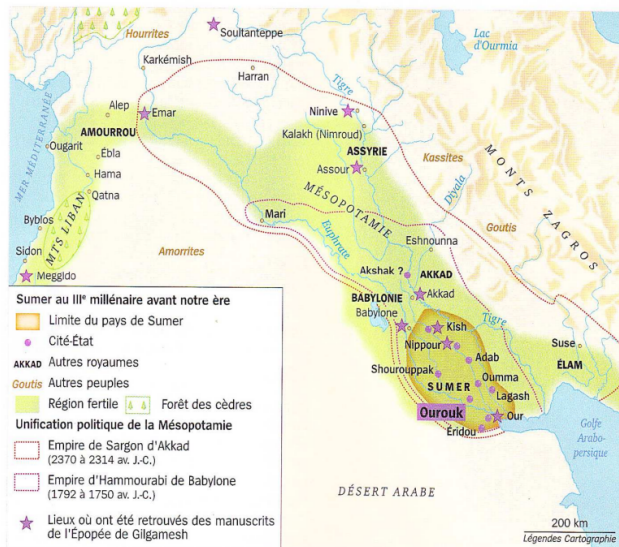 Hourrites
Soultanteppe
Lac
d'Ourmia
Karkémish
Harran
Tigre
MER MÉDITERRANÉE
Alep
Emar
Ninive
AMOURROU
Kalakh (Nimroud)
Ougarit
Ébla
ASSYRIE
Kassites
Hama
Assour
MONTS ZAGROS
Qatna
MÉSOPOTAMIE
Diyala
MTS LIBAN
Byblos
Mari
Goutis
Sidon
Amorrites
Euphrate
Eshnounna
Meggido
Akshak ?
AKKAD
Akkad
BABYLONIE
Babylone
Tigre
Kish
Suse
Nippour
Adab
ÉLAM
Shourouppak
Oumma
SUMER
Lagash
Ourouk
Our
Éridou
Golfe
Arabo-
persique
DÉSERT ARABE
200 km
Légendes Cartographie
Sumer au IIIe millénaire avant notre ère
Limite du pays de Sumer
Cité-État
AKKAD Autres royaumes
Goutis Autres peuples
Région fertile Forêt des cèdres
Unification politique de la Mésopotamie
Empire de Sargon d'Akkad
(2370 à 2314 av. J.-C.)
Empire d'Hammourabi de Babylone
(1792 à 1750 av. J.-C.)
Lieux où ont été retrouvés des manuscrits
de l'Épopée de Gilgamesh